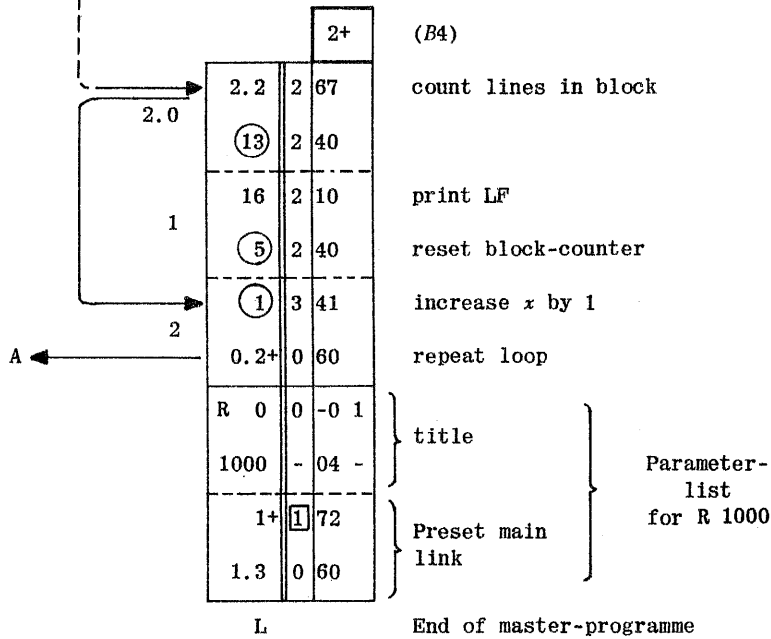 2+ (B4)
2.2 2 67 count lines in block
2.0
13 2 40
16 2 10 print LF
1
5 2 40 reset block-counter
1 3 41 increase x by 1
2
A 0.2+ 0 60 repeat loop
R 0 0 -0 1
title
1000 - 04 -
Parameter-
list
for R 1000
1+ 1 72
Preset main
link
1.3 0 60
L End of master-programme